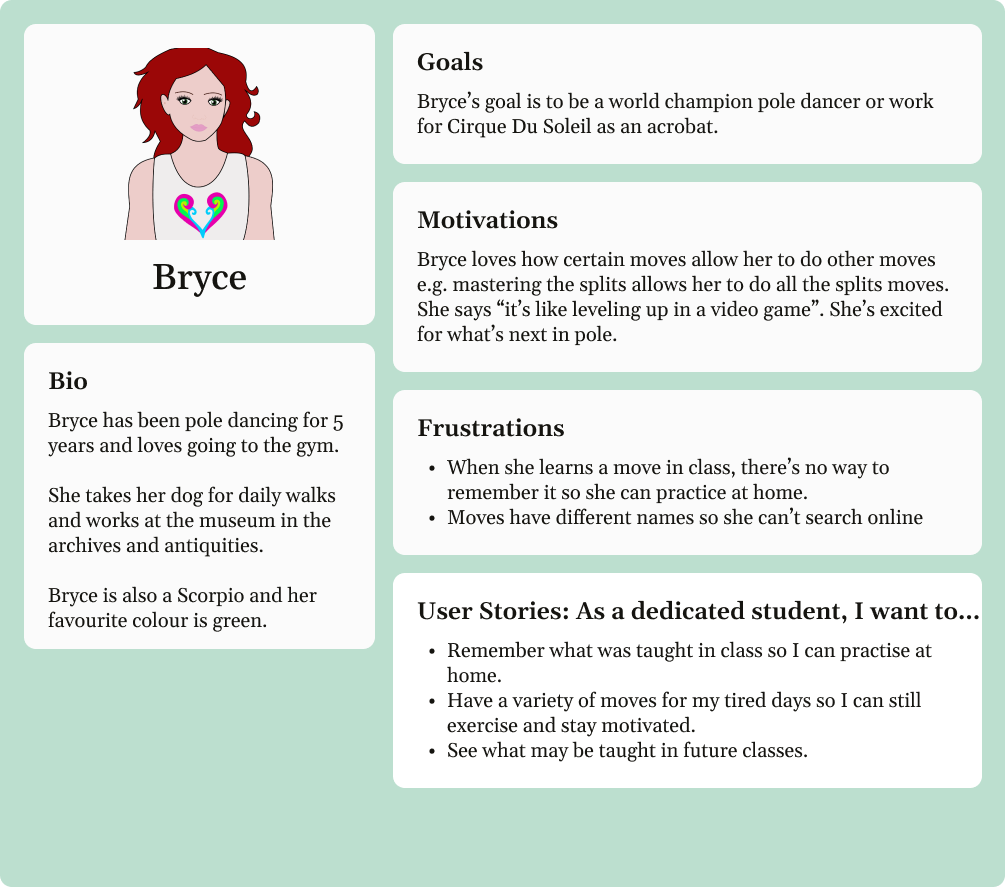 Bryce
Bio
Bryce has been pole dancing for 5
years and loves going to the gym.
She takes her dog for daily walks
and works at the museum in the
archives and antiquities.
Bryce is also a Scorpio and her
favourite colour is green.
Goals
Bryce’s goal is to be a world champion pole dancer or work
for Cirque Du Soleil as an acrobat.
Motivations
Bryce loves how certain moves allow her to do other moves
e.g. mastering the splits allows her to do all the splits moves.
She says “it’s like leveling up in a video game”. She’s excited
for what’s next in pole.
Frustrations
• When she learns a move in class, there’s no way to
remember it so she can practice at home.
• Moves have different names so she can’t search online
User Stories: As a dedicated student, I want to...
• Remember what was taught in class so I can practise at
home.
• Have a variety of moves for my tired days so I can still
exercise and stay motivated.
• See what may be taught in future classes.